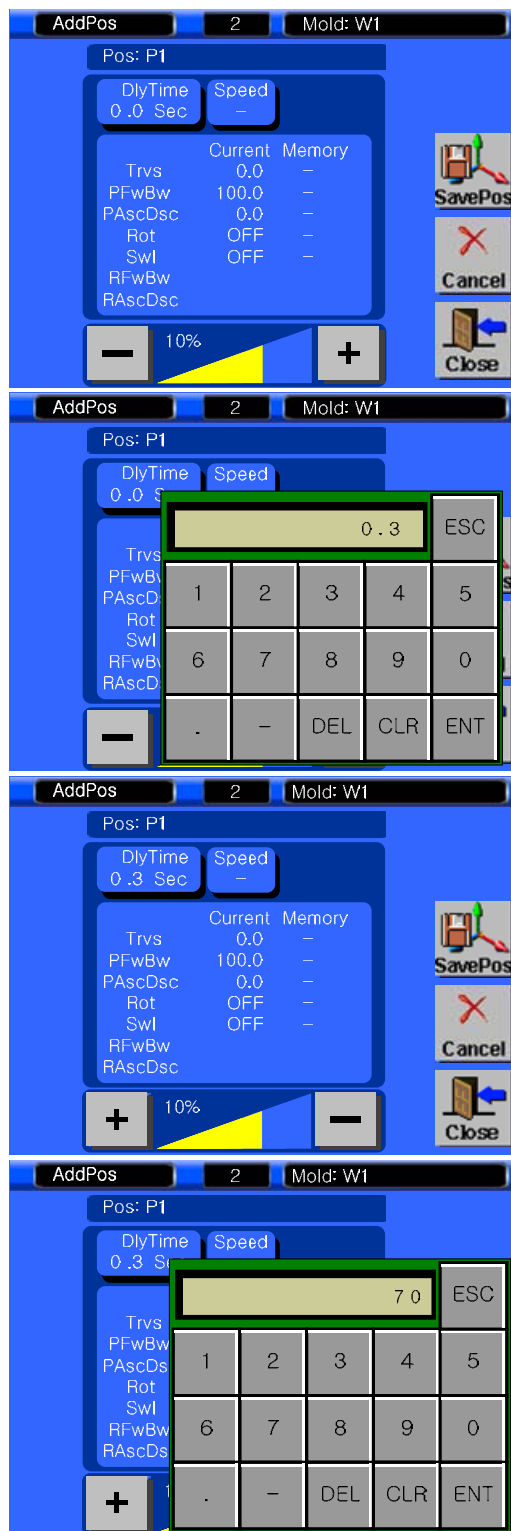 AddPos 2 Mold: W1
Pos: P1
DlyTime Speed
0.0 Sec –
Current Memory
Trvs 0.0 –
PFwBw 100.0 –
PAscDsc 0.0 –
Rot OFF –
Swl OFF –
RFwBw
RAscDsc
SavePos
Cancel
Close
– 10% +
AddPos 2 Mold: W1
Pos: P1
DlyTime Speed
0.0
0.3 ESC
Trvs
PFwB
PAscD
Rot
Swl
RFwB
RAscD
1 2 3 4 5
6 7 8 9 0
. – DEL CLR ENT
–
AddPos 2 Mold: W1
Pos: P1
DlyTime Speed
0.3 Sec –
Current Memory
Trvs 0.0 –
PFwBw 100.0 –
PAscDsc 0.0 –
Rot OFF –
Swl OFF –
RFwBw
RAscDsc
SavePos
Cancel
Close
+ 10% –
AddPos 2 Mold: W1
Pos: P1
DlyTime Speed
0.3 S
70 ESC
Trvs
PFwBw
PAscDs
Rot
Swl
RFwBw
RAscDs
1 2 3 4 5
6 7 8 9 0
. – DEL CLR ENT
+